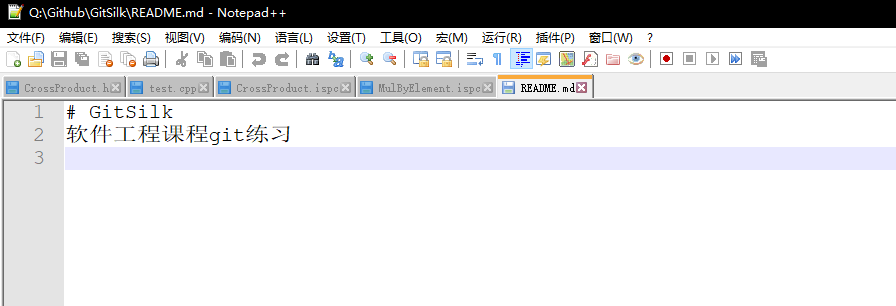 Q:\Github\GitSilk\README.md - Notepad++
文件(F) 编辑(E) 搜索(S) 视图(V) 编码(N) 语言(L) 设置(T) 工具(O) 宏(M) 运行(R) 插件(P) 窗口(W) ?
CrossProduct.h test.cpp CrossProduct.ispc MulByElement.ispc README.md
1 # GitSilk
2 软件工程课程git练习
3